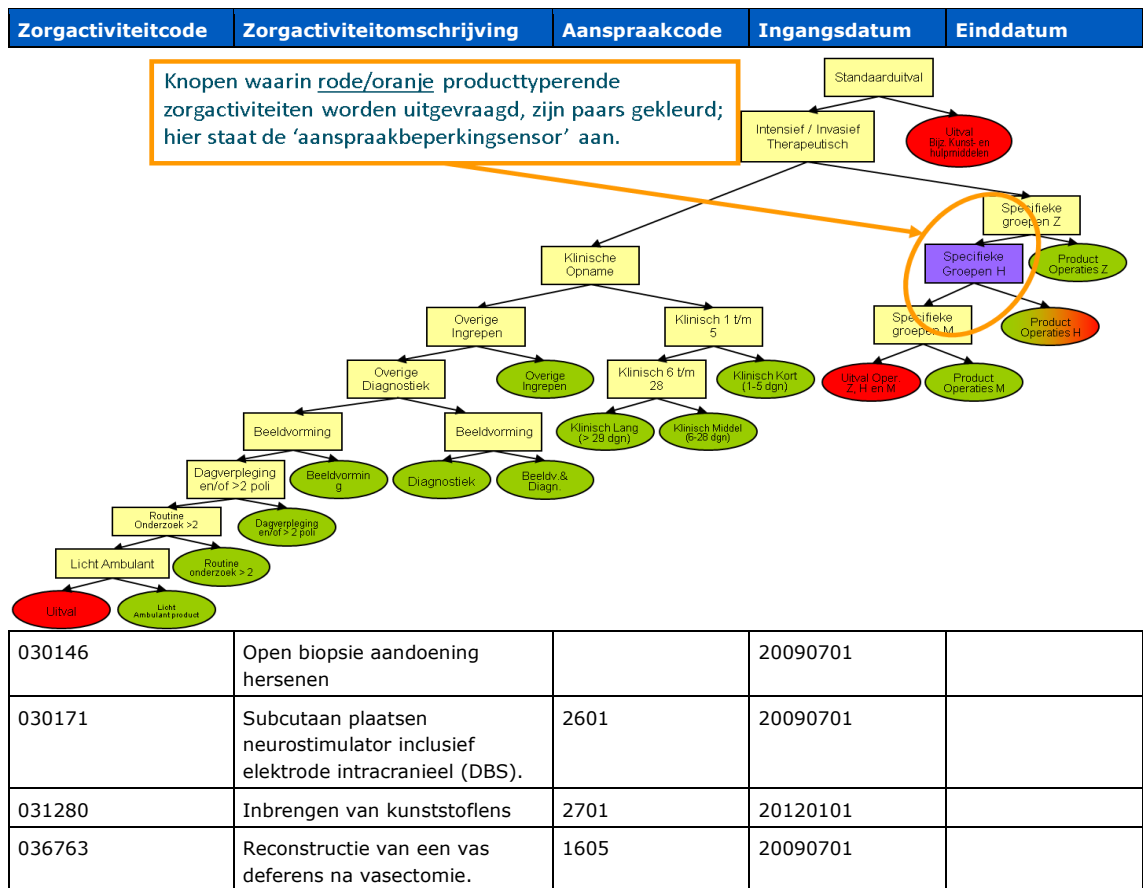 Zorgactiviteitcode Zorgactiviteitomschrijving Aanspraakcode Ingangsdatum Einddatum
Knopen waarin rode/oranje producttyperende
zorgactiviteiten worden uitgevraagd, zijn paars gekleurd;
hier staat de ‘aanspraakbeperkingsensor’ aan.
Standaarduitval
Intensief / Invasief
Therapeutisch
Uitval
Bijz. Kunst- en
hulpmiddelen
Specifieke
groepen Z
Klinische
Opname
Specifieke
Groepen H
Product
Operaties Z
Overige
Ingrepen
Klinisch 1 t/m
5
Specifieke
groepen M
Product
Operaties H
Overige
Diagnostiek
Overige
Ingrepen
Klinisch 6 t/m
28
Klinisch Kort
(1-5 dgn)
Uitval Oper.
Z, H en M
Product
Operaties M
Beeldvorming
Beeldvorming
Klinisch Lang
(> 29 dgn)
Klinisch Middel
(6-28 dgn)
Dagverpleging
en/of >2 poli
Beeldvormin
g
Diagnostiek
Beeldv.&
Diagn.
Routine
Onderzoek >2
Dagverpleging
en/of > 2 poli
Licht Ambulant
Routine
onderzoek > 2
Uitval
Licht
Ambulant product
030146 Open biopsie aandoening 20090701
hersenen
030171 Subcutaan plaatsen 2601 20090701
neurostimulator inclusief
elektrode intracranieel (DBS).
031280 Inbrengen van kunststoflens 2701 20120101
036763 Reconstructie van een vas 1605 20090701
deferens na vasectomie.